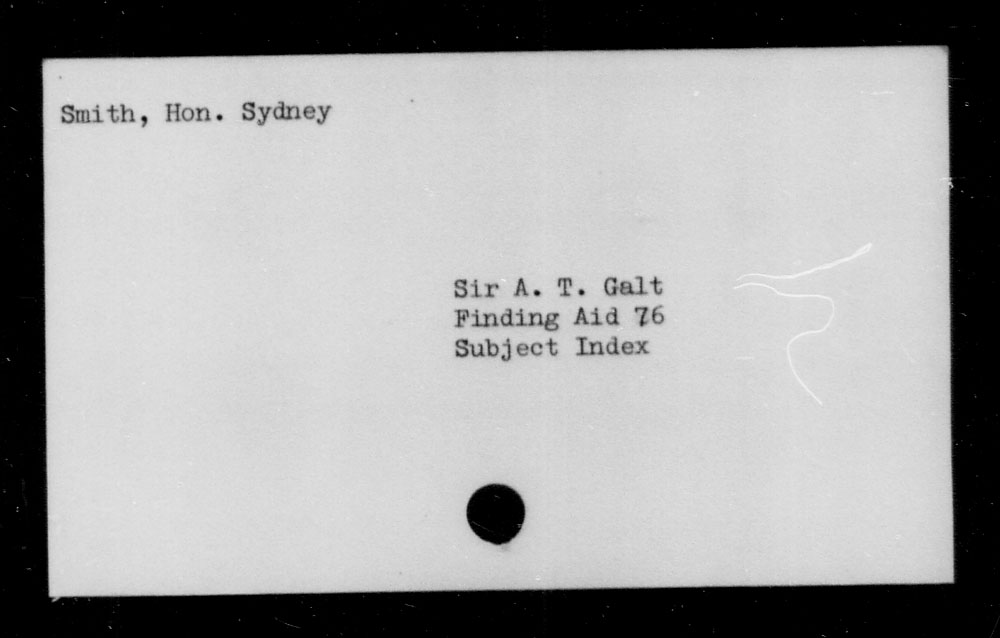 Smith, Hon. Sydney
Sir A. T. Galt
Finding Aid 76
Subject Index